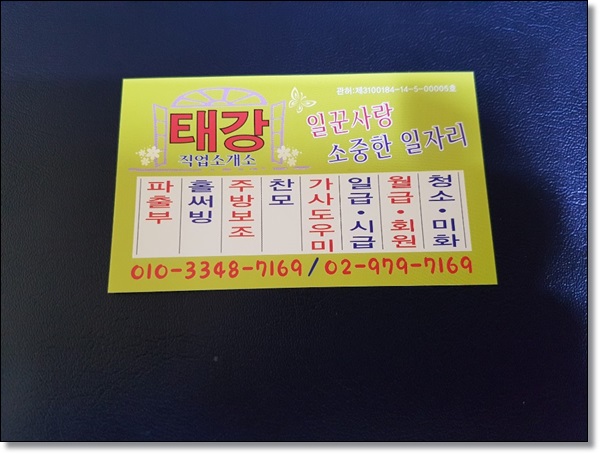 관허:제3100184-14-5-00005호
태강
직업소개소
일꾼사랑
소중한 일자리
파출부
홀써빙
주방보조
찬모
가사도우미
일급·시급
월급·회원
청소·미화
010-3348-7169 / 02-979-7169